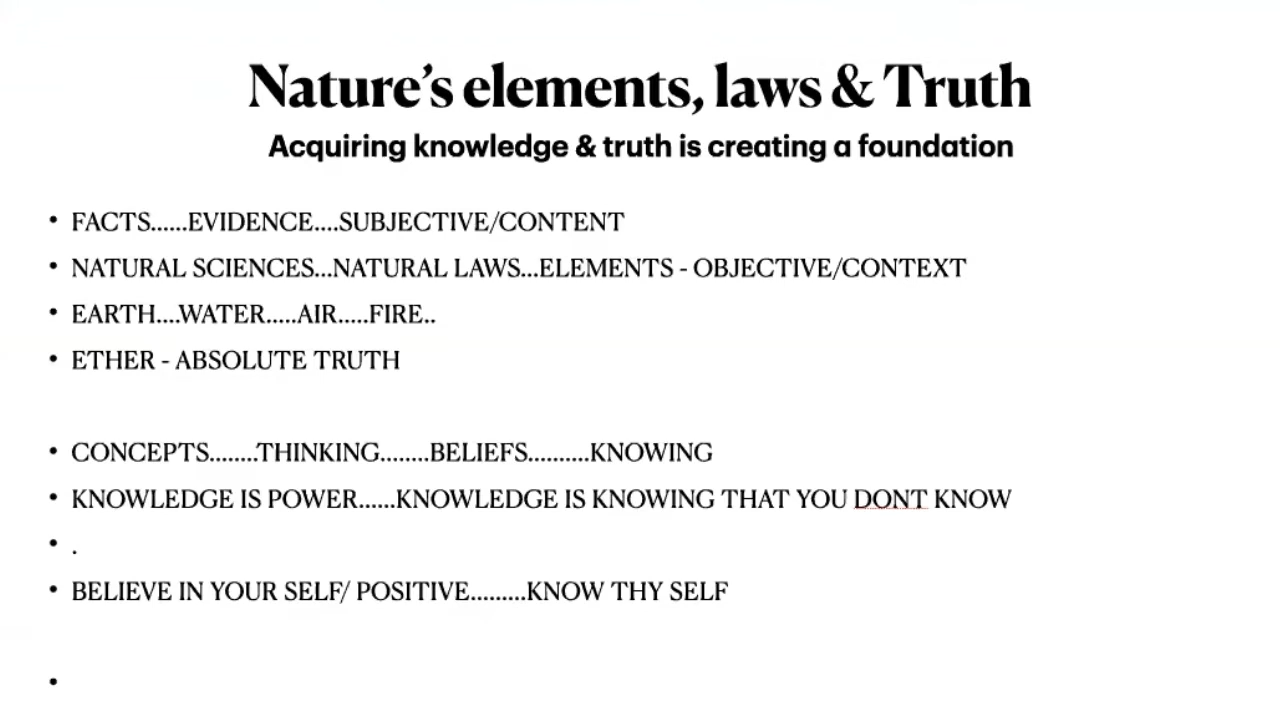 Nature’s elements, laws & Truth
Acquiring knowledge & truth is creating a foundation
• FACTS......EVIDENCE....SUBJECTIVE/CONTENT
• NATURAL SCIENCES...NATURAL LAWS...ELEMENTS - OBJECTIVE/CONTEXT
• EARTH....WATER.....AIR.....FIRE..
• ETHER - ABSOLUTE TRUTH
• CONCEPTS........THINKING........BELIEFS..........KNOWING
• KNOWLEDGE IS POWER......KNOWLEDGE IS KNOWING THAT YOU DONT KNOW
• .
• BELIEVE IN YOUR SELF/ POSITIVE.........KNOW THY SELF
•